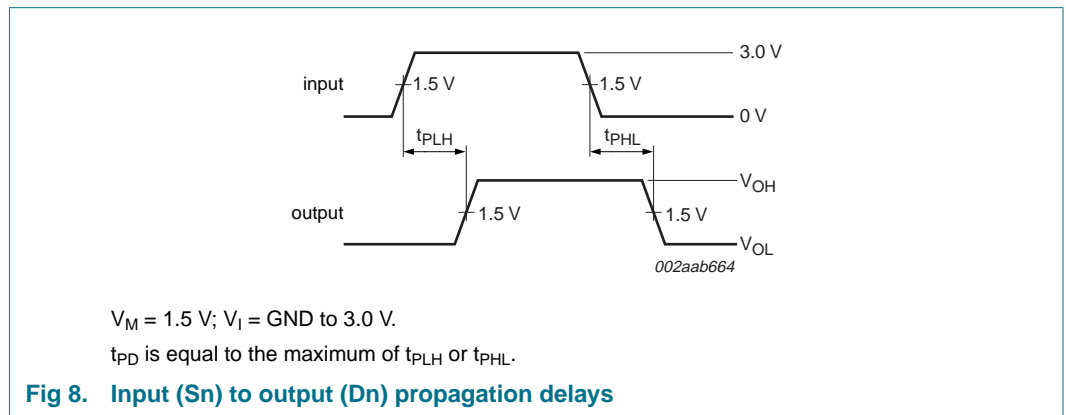 3.0 V
input
1.5 V
1.5 V
0 V
tPLH
tPHL
VOH
output
1.5 V
1.5 V
VOL
002aab664
VM = 1.5 V; VI = GND to 3.0 V.
tPD is equal to the maximum of tPLH or tPHL.
Fig 8. Input (Sn) to output (Dn) propagation delays